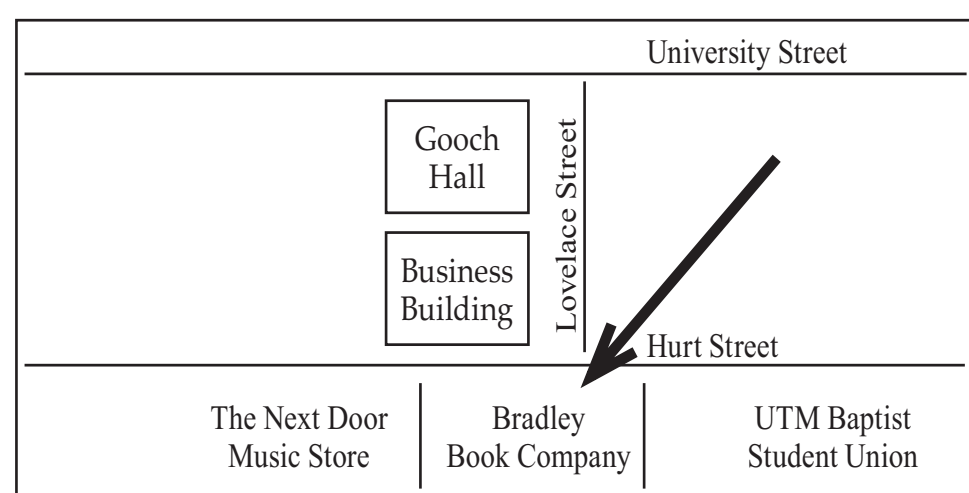 University Street
Gooch
Hall
Lovelace Street
Business
Building
Hurt Street
The Next Door
Music Store
Bradley
Book Company
UTM Baptist
Student Union